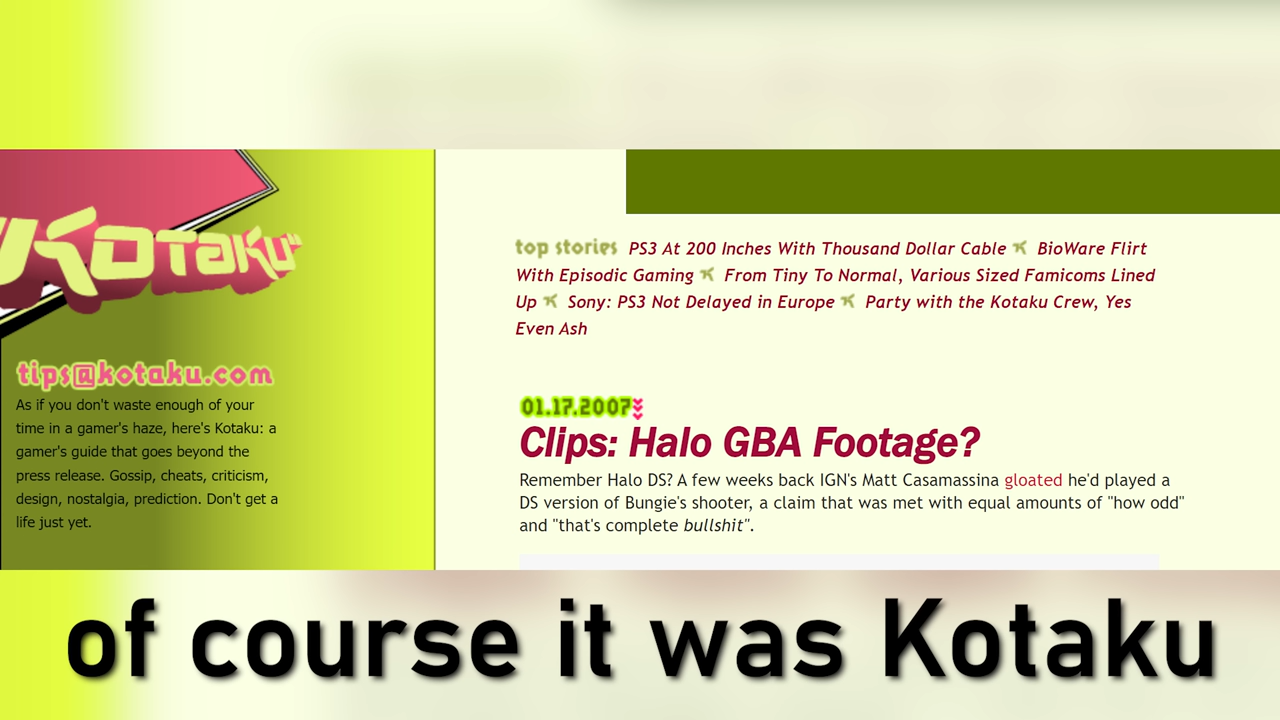 Kotaku
tips@kotaku.com
As if you don't waste enough of your
time in a gamer's haze, here's Kotaku: a
gamer's guide that goes beyond the
press release. Gossip, cheats, criticism,
design, nostalgia, prediction. Don't get a
life just yet.
top stories PS3 At 200 Inches With Thousand Dollar Cable BioWare Flirt
With Episodic Gaming From Tiny To Normal, Various Sized Famicoms Lined
Up Sony: PS3 Not Delayed in Europe Party with the Kotaku Crew, Yes
Even Ash
01.17.2007
Clips: Halo GBA Footage?
Remember Halo DS? A few weeks back IGN's Matt Casamassina gloated he'd played a
DS version of Bungie's shooter, a claim that was met with equal amounts of "how odd"
and "that's complete bullshit".
of course it was Kotaku